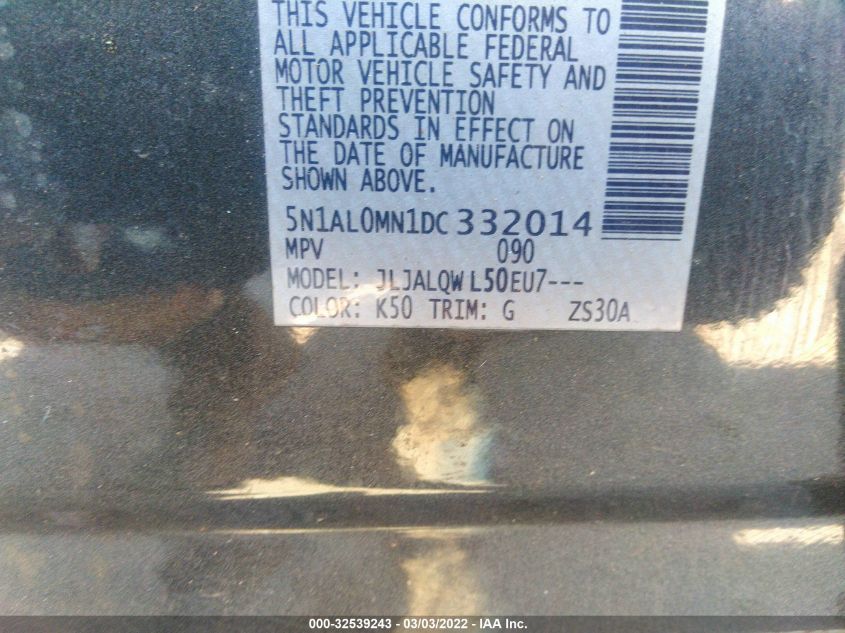 THIS VEHICLE CONFORMS TO
ALL APPLICABLE FEDERAL
MOTOR VEHICLE SAFETY AND
THEFT PREVENTION
STANDARDS IN EFFECT ON
THE DATE OF MANUFACTURE
SHOWN ABOVE.
5N1AL0MN1DC332014
MPV 090
MODEL: JLJALQWL50EU7---
COLOR: K50 TRIM: G ZS30A
000-32539243 - 03/03/2022 - IAA Inc.